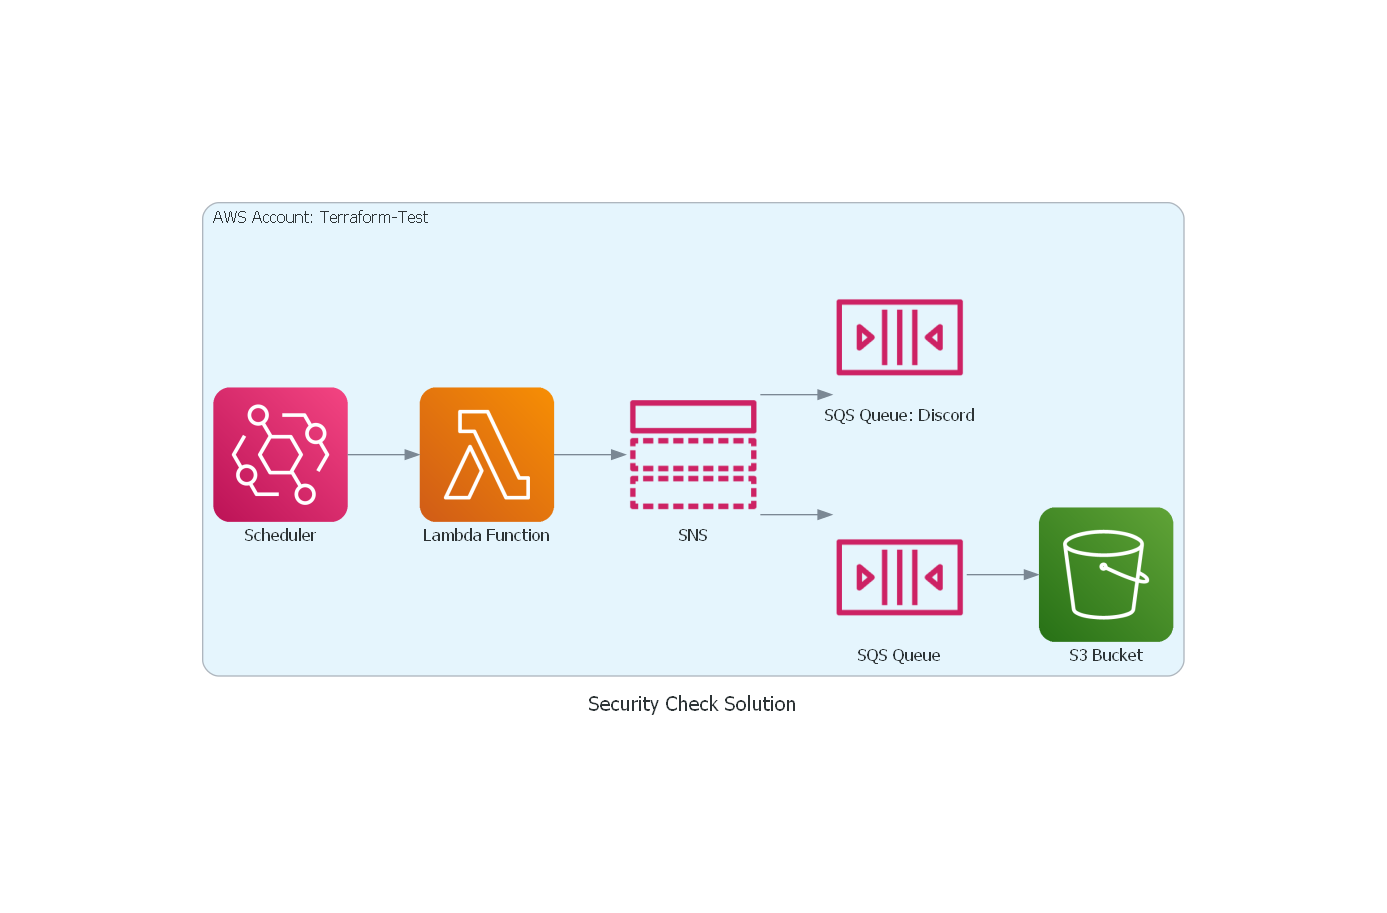 AWS Account: Terraform-Test
SQS Queue: Discord
Scheduler
Lambda Function
SNS
SQS Queue
S3 Bucket
Security Check Solution